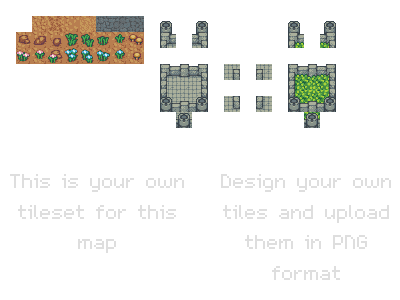 This is your own
tileset for this
map
Design your own
tiles and upload
them in PNG
format